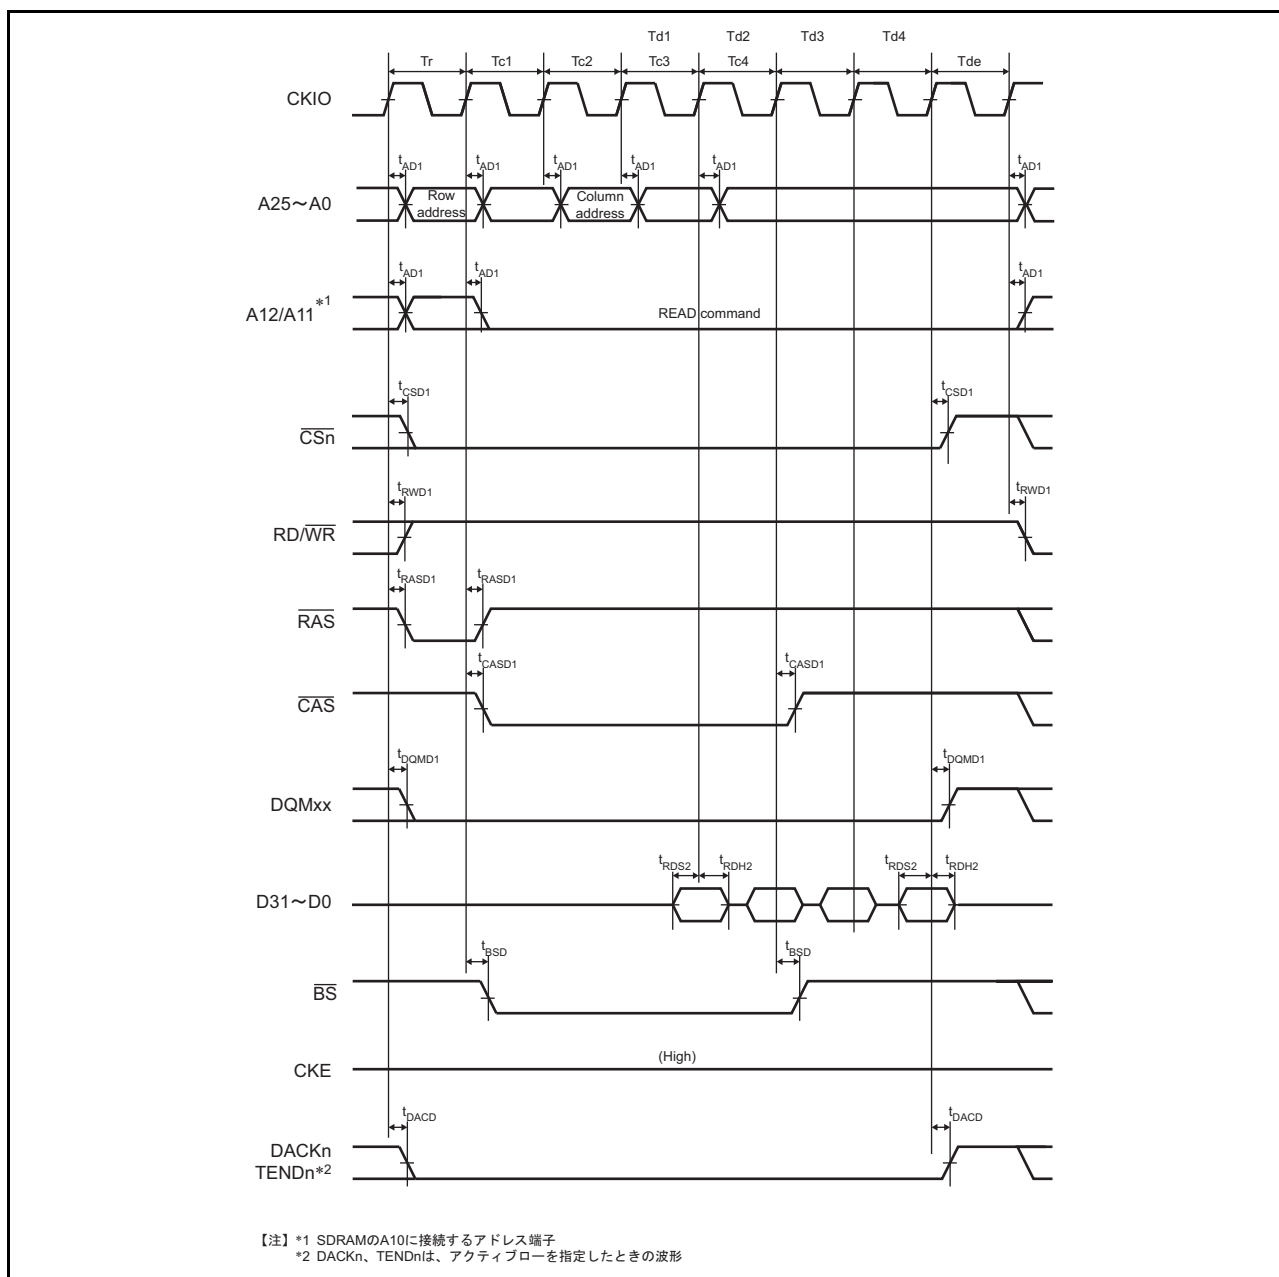 Td1 Td2 Td3 Td4
Tr Tc1 Tc2 Tc3 Tc4 Tde
CKIO
tAD1 tAD1 tAD1 tAD1 tAD1 tAD1
A25～A0
Row address
Column address
tAD1 tAD1 tAD1
A12/A11*1
READ command
tCSD1 tCSD1
CSn
tRWD1 tRWD1
RD/WR
tRASD1 tRASD1
RAS
tCASD1 tCASD1
CAS
tDQMD1 tDQMD1
DQMxx
tRDS2 tRDH2 tRDS2 tRDH2
D31～D0
tBSD tBSD
BS
(High)
CKE
tDACD tDACD
DACKn
TENDn*2
【注】 *1 SDRAMのA10に接続するアドレス端子
*2 DACKn、TENDnは、アクティブローを指定したときの波形